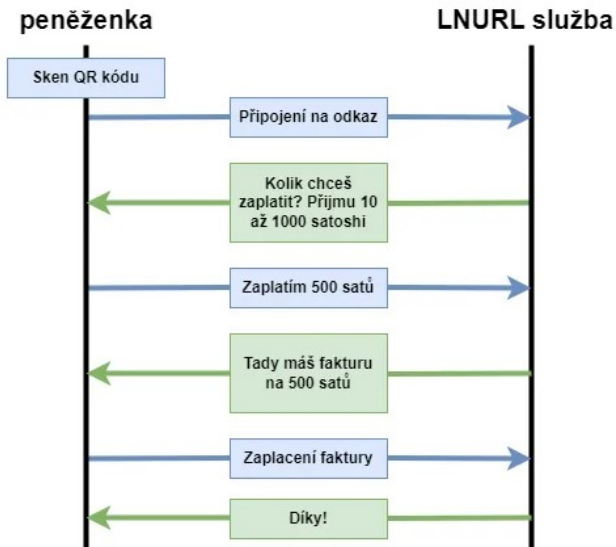 peněženka
LNURL služba
Sken QR kódu
Připojení na odkaz
Kolik chceš
zaplatit? Přijmu 10
až 1000 satoshi
Zaplatím 500 satů
Tady máš fakturu
na 500 satů
Zaplacení faktury
Díky!